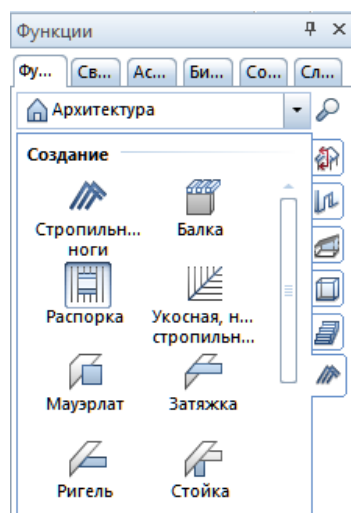 Функции
Фу... Св... Ас... Би... Со... Сл...
Архитектура
Создание
Стропильн... ноги
Балка
Распорка
Укосная, н... стропильн...
Мауэрлат
Затяжка
Ригель
Стойка